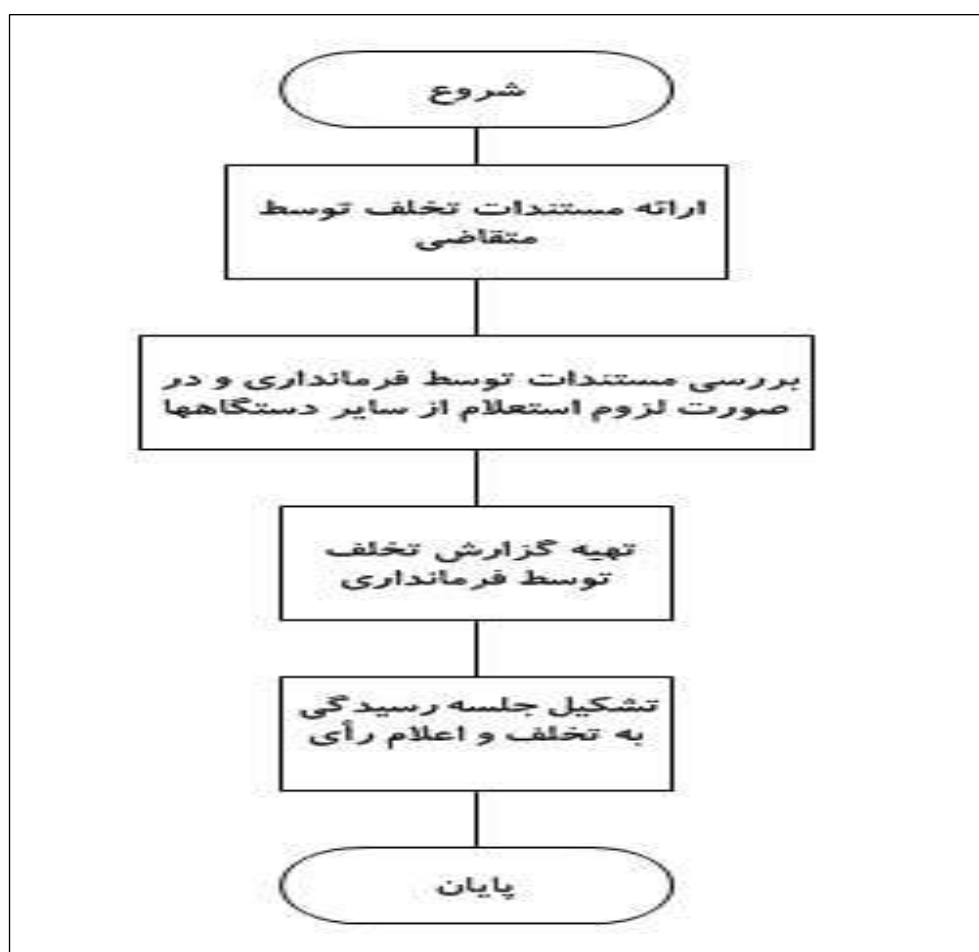 شروع
ارائه مستندات تخلف توسط
متقاضی
بررسی مستندات توسط فرمانداری و در
صورت لزوم استعلام از سایر دستگاهها
تهیه گزارش تخلف
توسط فرمانداری
تشکیل جلسه رسیدگی
به تخلف و اعلام رأی
پایان